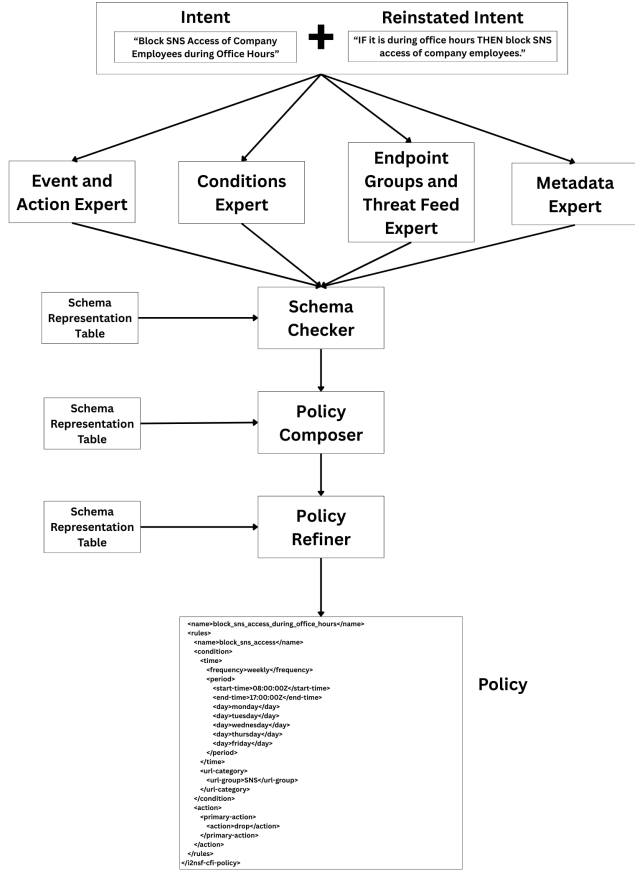 Intent
Reinstated Intent
“Block SNS Access of Company
Employees during Office Hours”
+
“IF it is during office hours THEN block SNS
access of company employees.”
Event and
Action Expert
Conditions
Expert
Endpoint
Groups and
Threat Feed
Expert
Metadata
Expert
Schema
Representation
Table
Schema
Checker
Schema
Representation
Table
Policy
Composer
Schema
Representation
Table
Policy
Refiner
<name>block_sns_access_during_office_hours</name>
<rules>
<name>block_sns_access</name>
<condition>
<time>
<frequency>weekly</frequency>
<period>
<start-time>08:00:00Z</start-time>
<end-time>17:00:00Z</end-time>
<day>monday</day>
<day>tuesday</day>
<day>wednesday</day>
<day>thursday</day>
<day>friday</day>
</period>
</time>
<url-category>
<url-group>SNS</url-group>
</url-category>
</condition>
<action>
<primary-action>
<action>drop</action>
</primary-action>
</action>
</rules>
</i2nsf-cfi-policy>
Policy